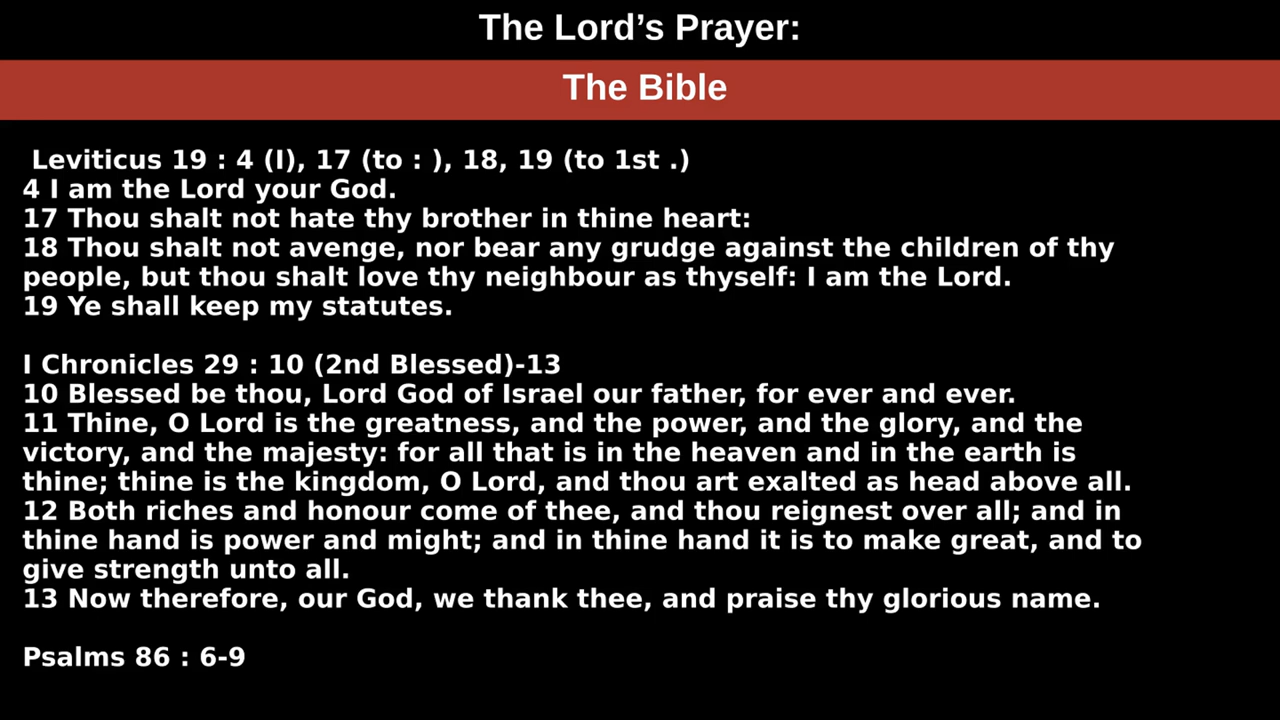 The Lord’s Prayer:
The Bible
Leviticus 19 : 4 (I), 17 (to : ), 18, 19 (to 1st .)
4 I am the Lord your God.
17 Thou shalt not hate thy brother in thine heart:
18 Thou shalt not avenge, nor bear any grudge against the children of thy
people, but thou shalt love thy neighbour as thyself: I am the Lord.
19 Ye shall keep my statutes.
I Chronicles 29 : 10 (2nd Blessed)-13
10 Blessed be thou, Lord God of Israel our father, for ever and ever.
11 Thine, O Lord is the greatness, and the power, and the glory, and the
victory, and the majesty: for all that is in the heaven and in the earth is
thine; thine is the kingdom, O Lord, and thou art exalted as head above all.
12 Both riches and honour come of thee, and thou reignest over all; and in
thine hand is power and might; and in thine hand it is to make great, and to
give strength unto all.
13 Now therefore, our God, we thank thee, and praise thy glorious name.
Psalms 86 : 6-9